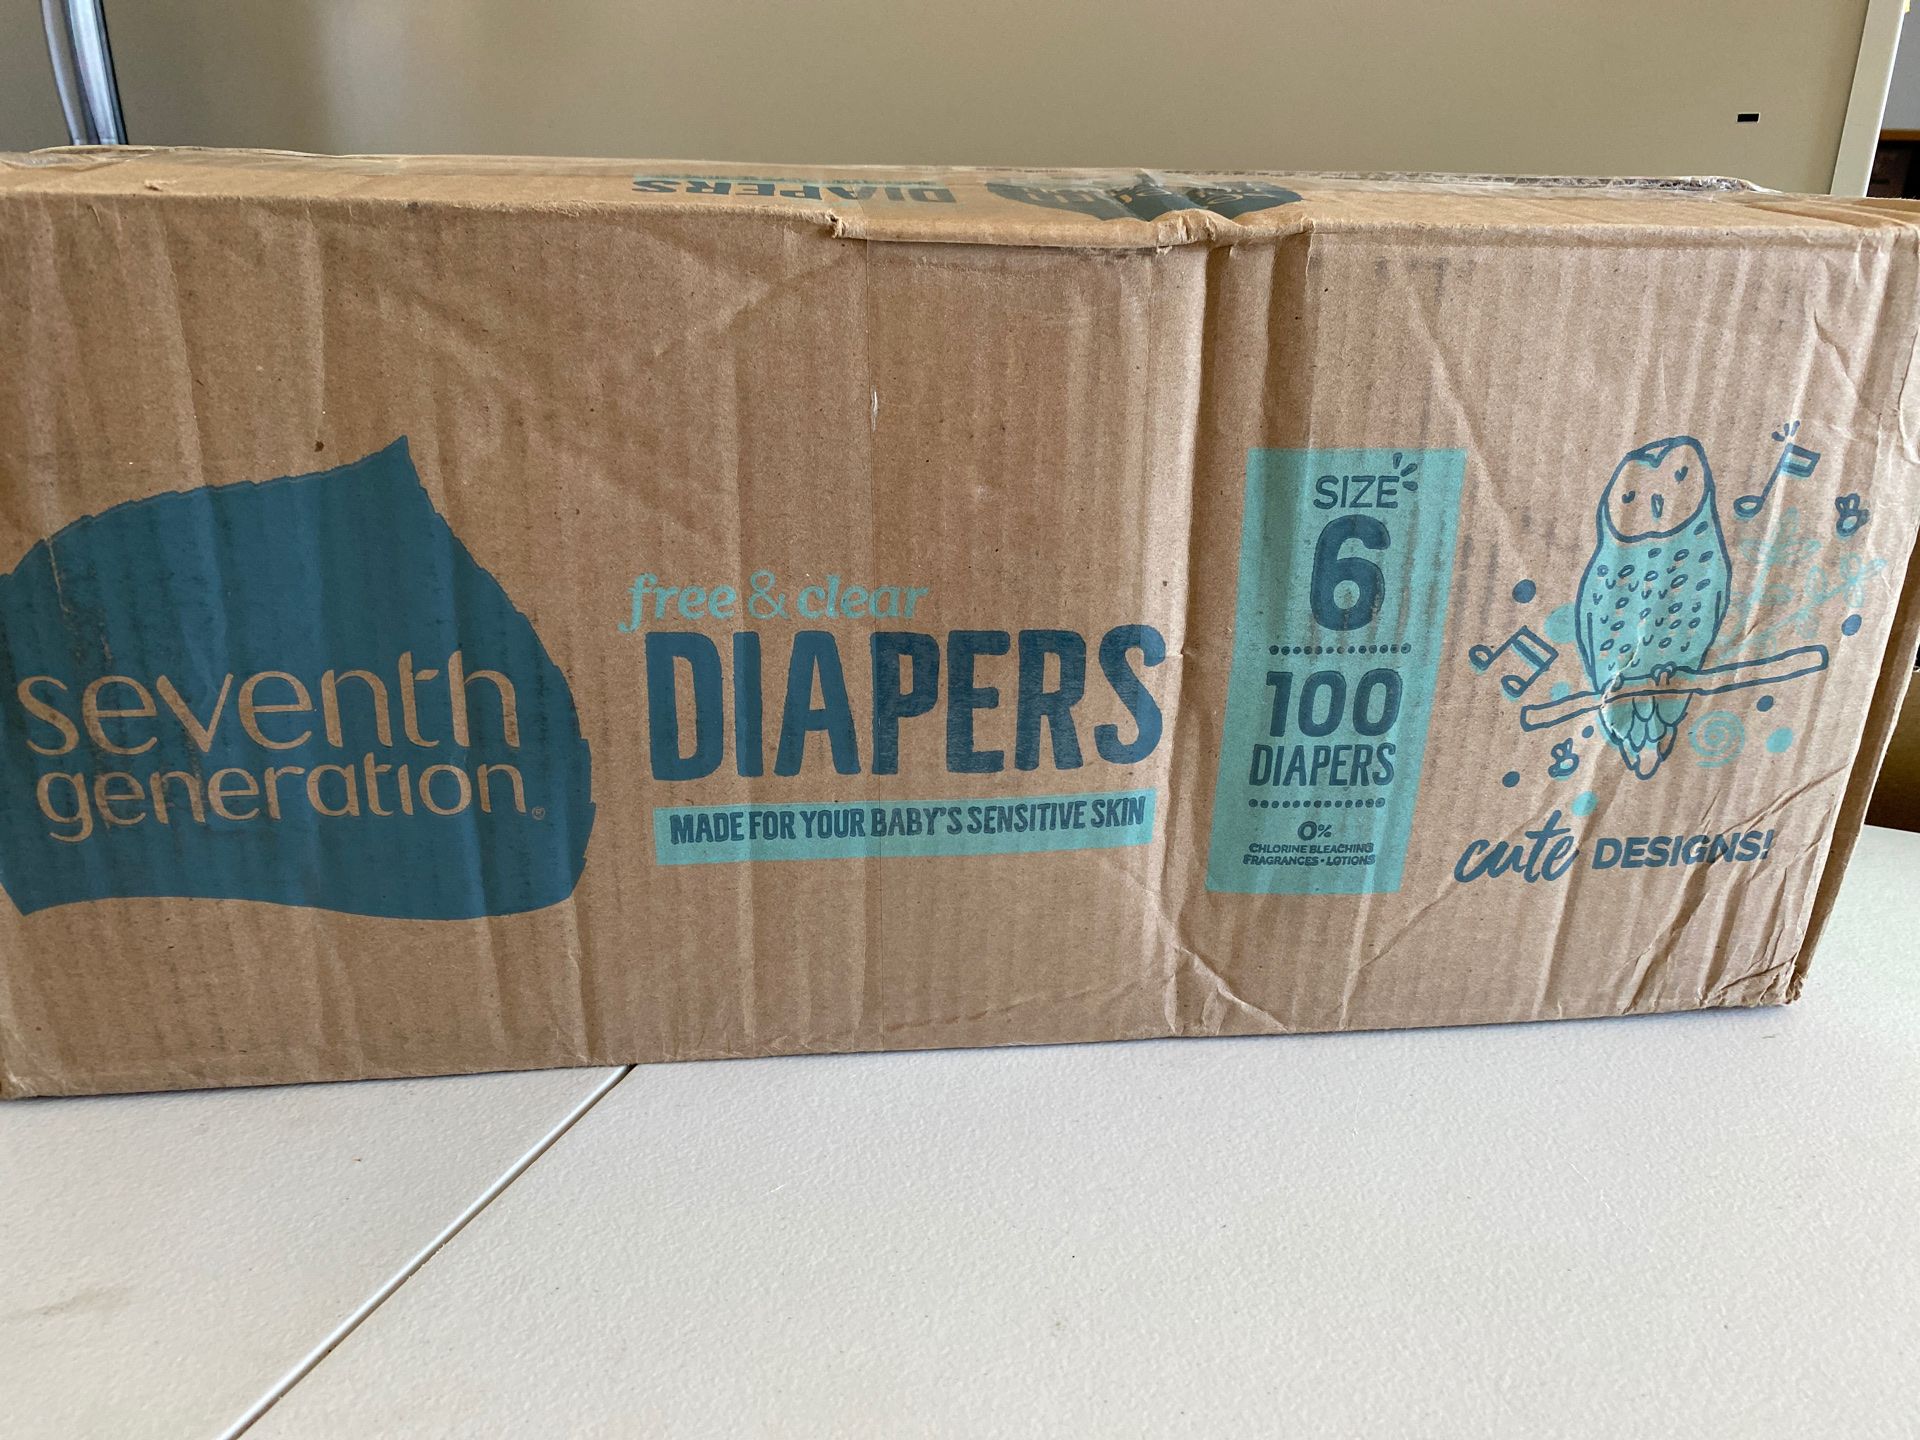 DIAPERS
seventh
generation®
free & clear
DIAPERS
MADE FOR YOUR BABY'S SENSITIVE SKIN
SIZE
6
100
DIAPERS
0%
CHLORINE BLEACHING
FRAGRANCES • LOTIONS
cute DESIGNS!